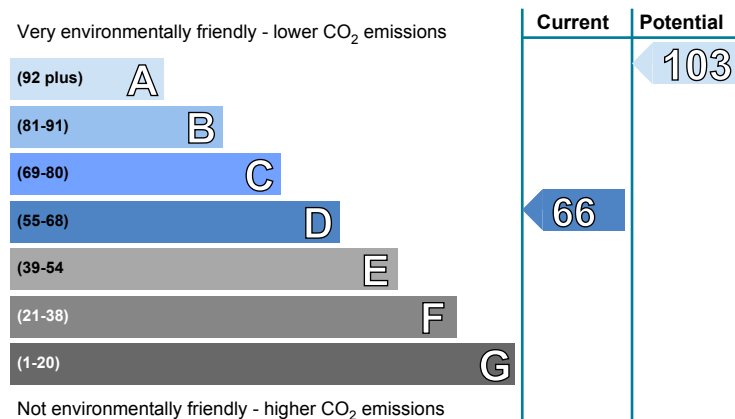 Current Potential
Very environmentally friendly - lower CO₂ emissions
103
(92 plus) A
(81-91) B
(69-80) C
(55-68) D
66
(39-54 E
(21-38) F
(1-20) G
Not environmentally friendly - higher CO₂ emissions